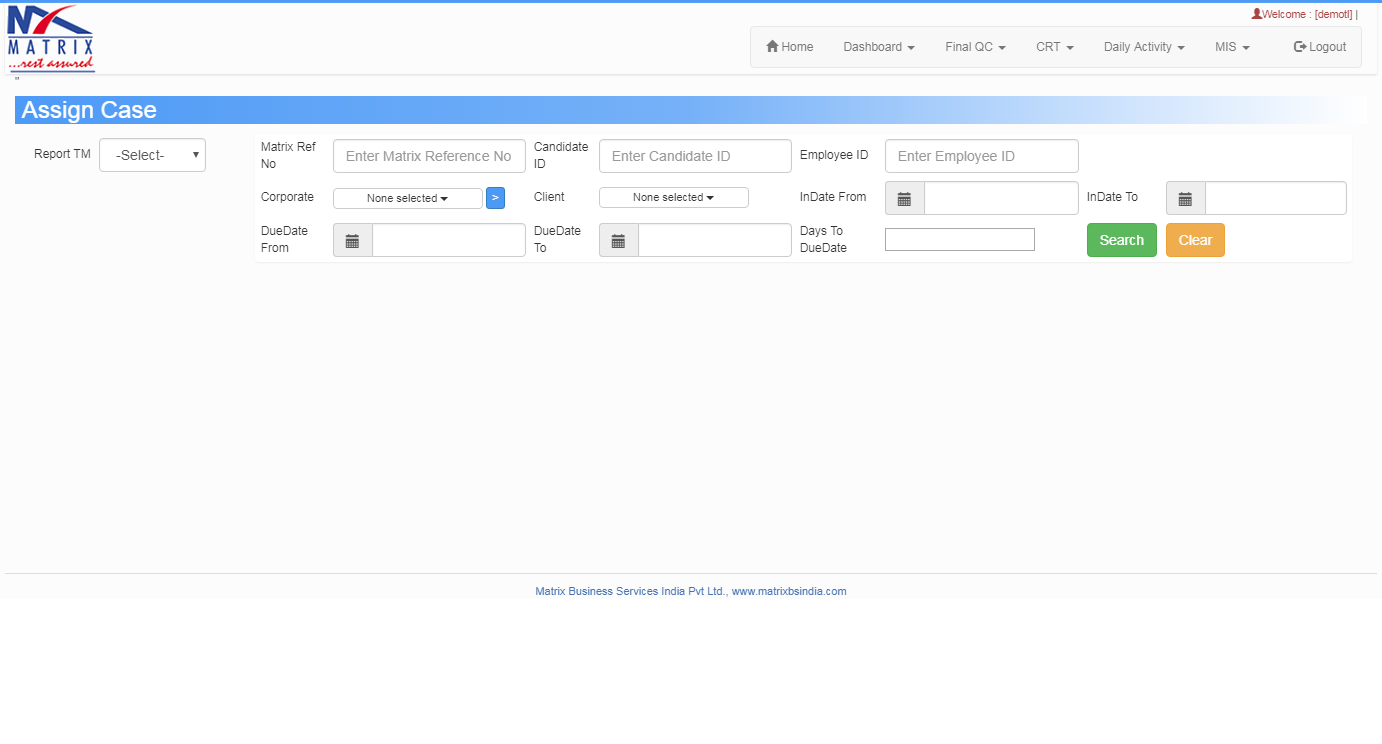 MATRIX
...rest assured
Welcome : [demotl] |
Home Dashboard Final QC CRT Daily Activity MIS Logout
"
Assign Case
Report TM -Select-
Matrix Ref No Enter Matrix Reference No Candidate ID Enter Candidate ID Employee ID Enter Employee ID
Corporate None selected > Client None selected InDate From InDate To
DueDate From DueDate To Days To DueDate Search Clear
Matrix Business Services India Pvt Ltd., www.matrixbsindia.com